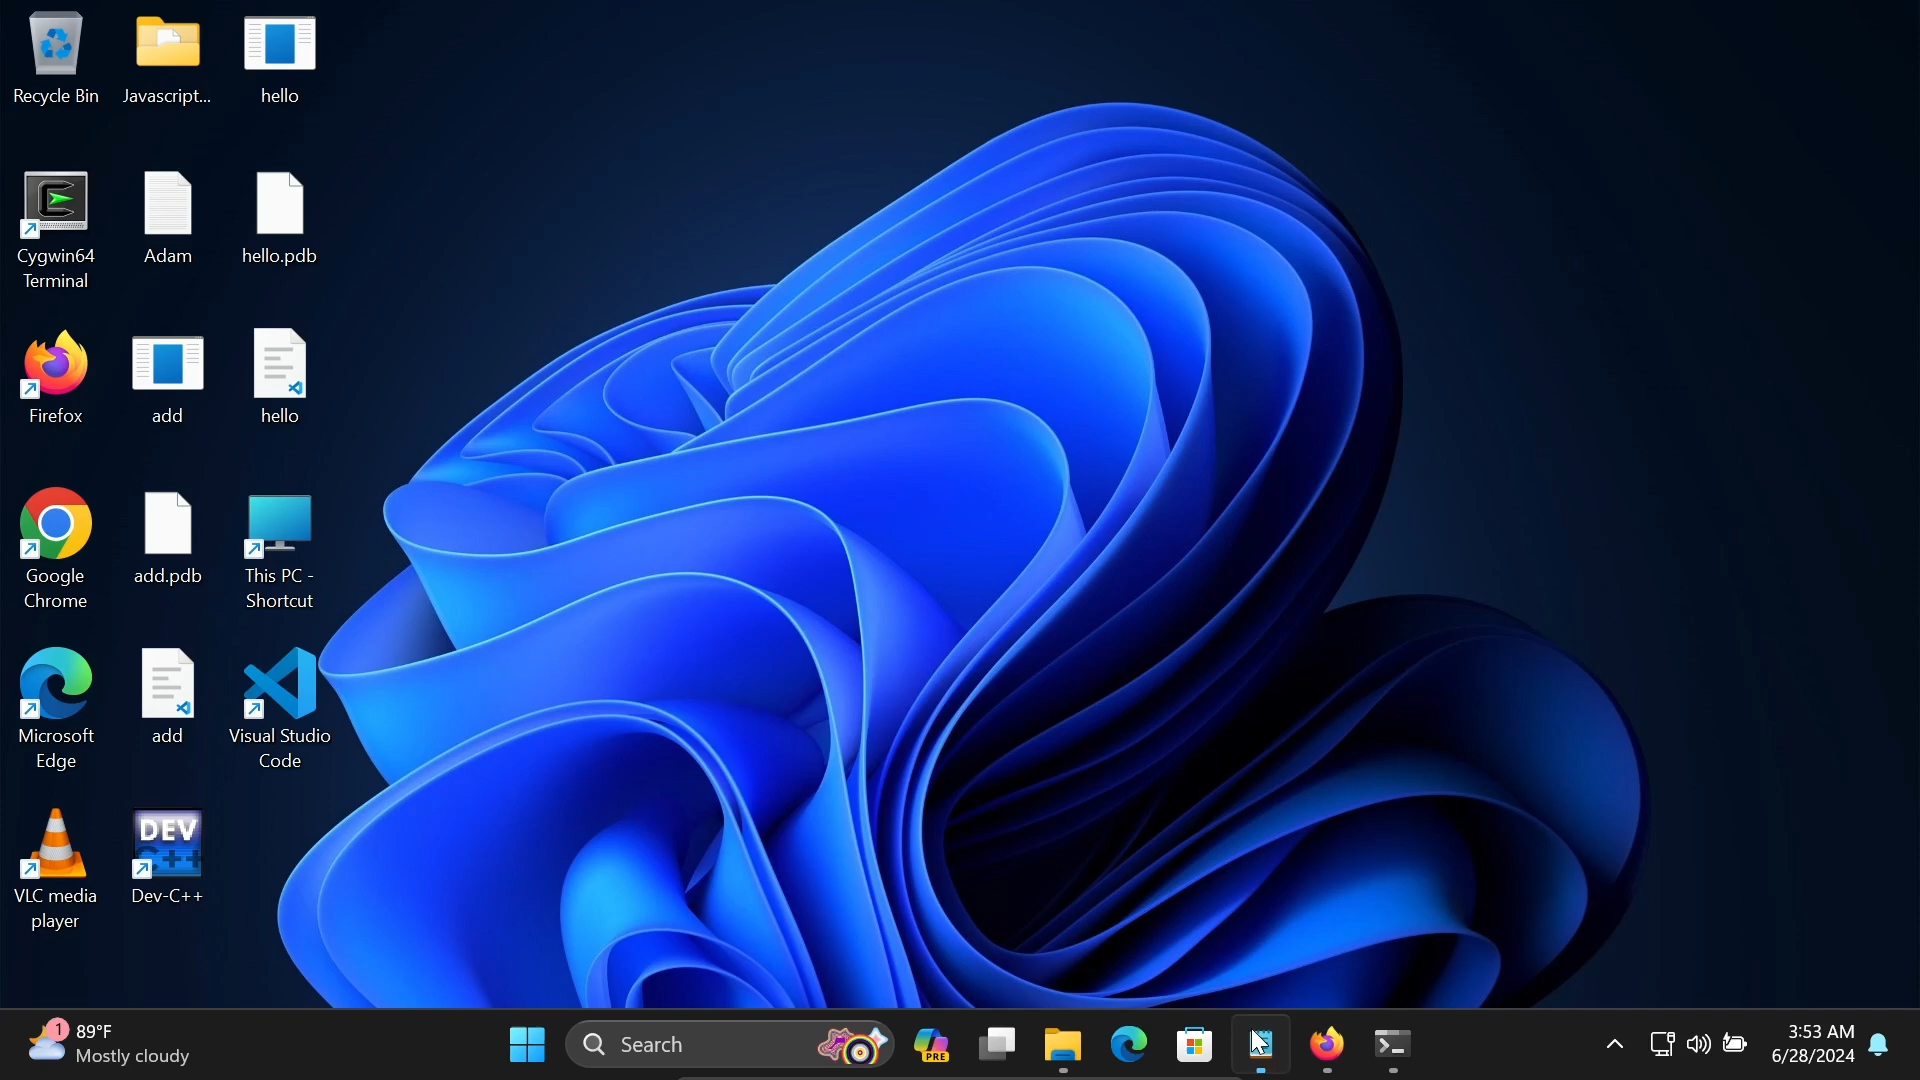 Recycle Bin
Javascript...
hello
Cygwin64
Terminal
Adam
hello.pdb
Firefox
add
hello
Google
Chrome
add.pdb
This PC -
Shortcut
Microsoft
Edge
add
Visual Studio
Code
VLC media
player
DEV
C++
Dev-C++
1
89°F
Mostly cloudy
Search
PRE
3:53 AM
6/28/2024